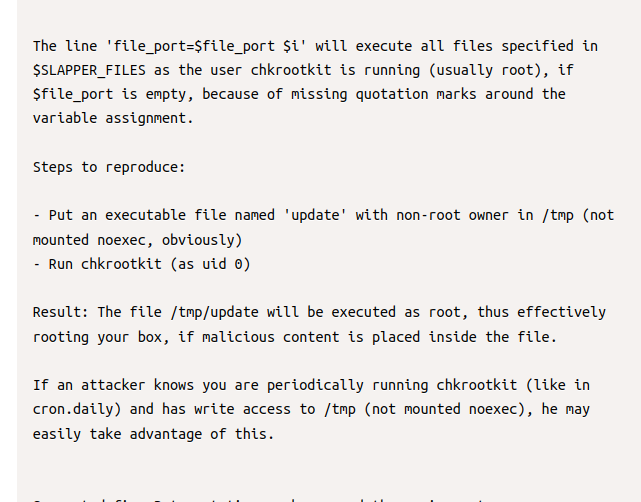 The line 'file_port=$file_port $i' will execute all files specified in
$SLAPPER_FILES as the user chkrootkit is running (usually root), if
$file_port is empty, because of missing quotation marks around the
variable assignment.
Steps to reproduce:
- Put an executable file named 'update' with non-root owner in /tmp (not
mounted noexec, obviously)
- Run chkrootkit (as uid 0)
Result: The file /tmp/update will be executed as root, thus effectively
rooting your box, if malicious content is placed inside the file.
If an attacker knows you are periodically running chkrootkit (like in
cron.daily) and has write access to /tmp (not mounted noexec), he may
easily take advantage of this.